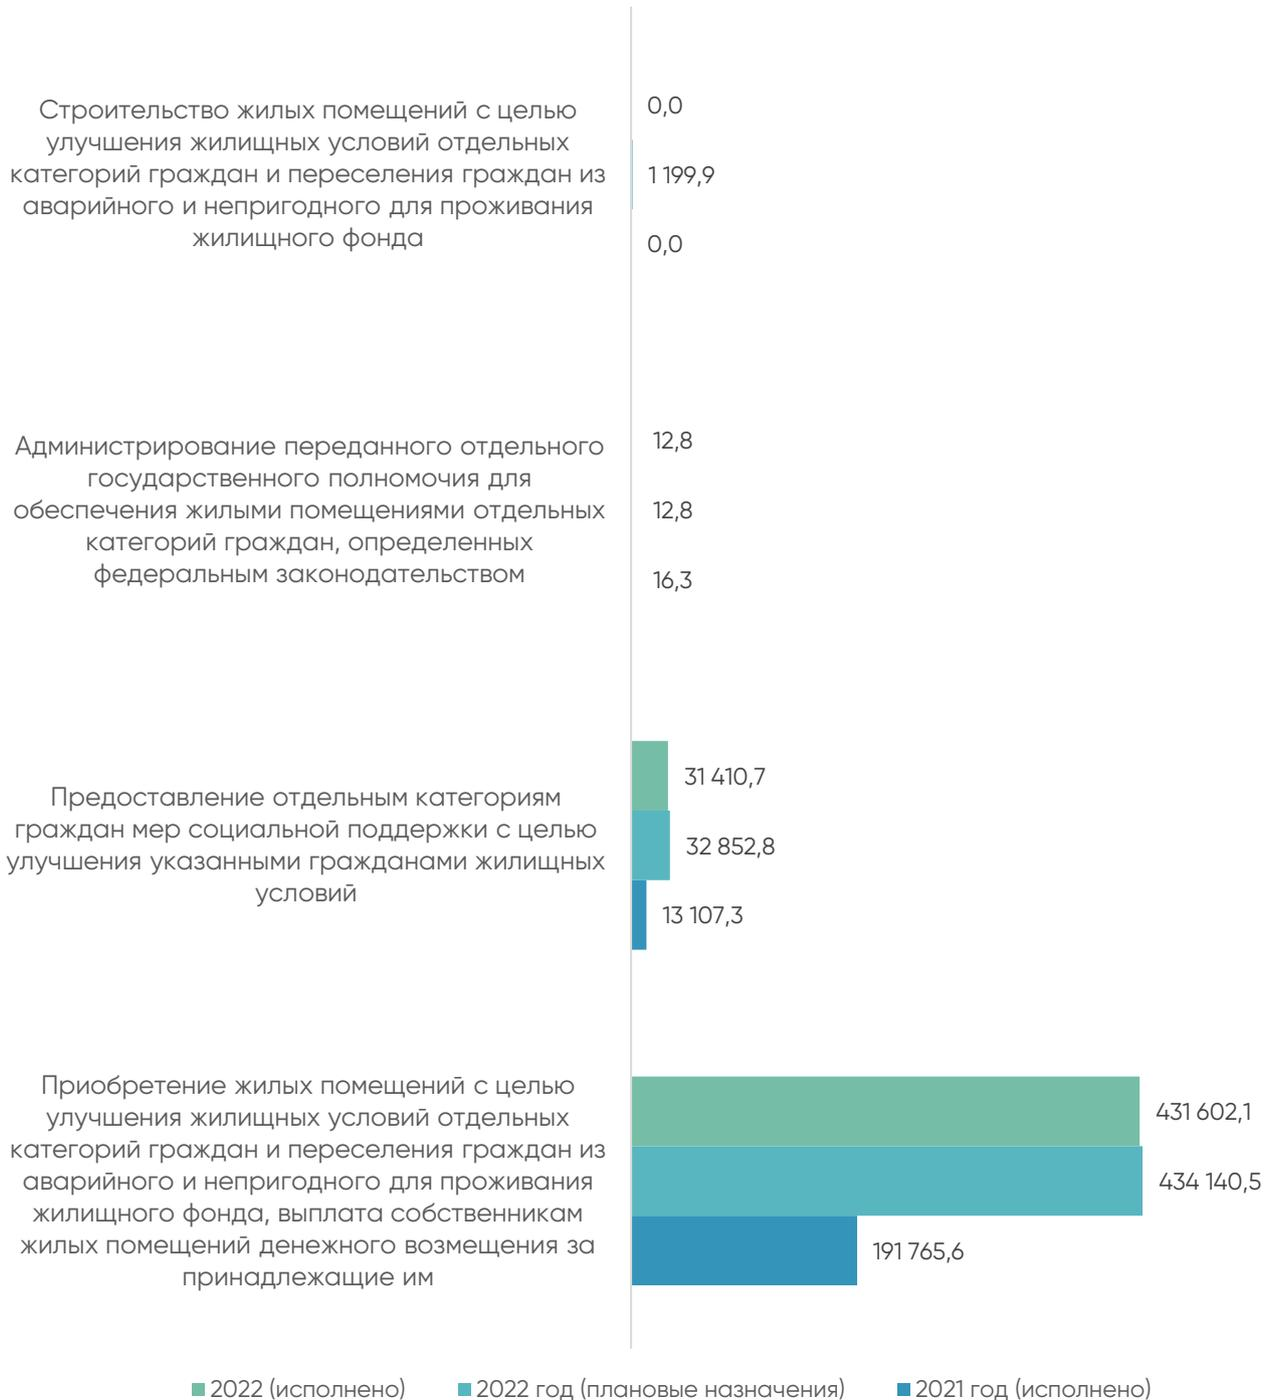 Строительство жилых помещений с целью
улучшения жилищных условий отдельных
категорий граждан и переселения граждан из
аварийного и непригодного для проживания
жилищного фонда
0,0
1 199,9
0,0
Администрирование переданного отдельного
государственного полномочия для
обеспечения жилыми помещениями отдельных
категорий граждан, определенных
федеральным законодательством
12,8
12,8
16,3
Предоставление отдельным категориям
граждан мер социальной поддержки с целью
улучшения указанными гражданами жилищных
условий
31 410,7
32 852,8
13 107,3
Приобретение жилых помещений с целью
улучшения жилищных условий отдельных
категорий граждан и переселения граждан из
аварийного и непригодного для проживания
жилищного фонда, выплата собственникам
жилых помещений денежного возмещения за
принадлежащие им
431 602,1
434 140,5
191 765,6
2022 (исполнено)
2022 год (плановые назначения)
2021 год (исполнено)